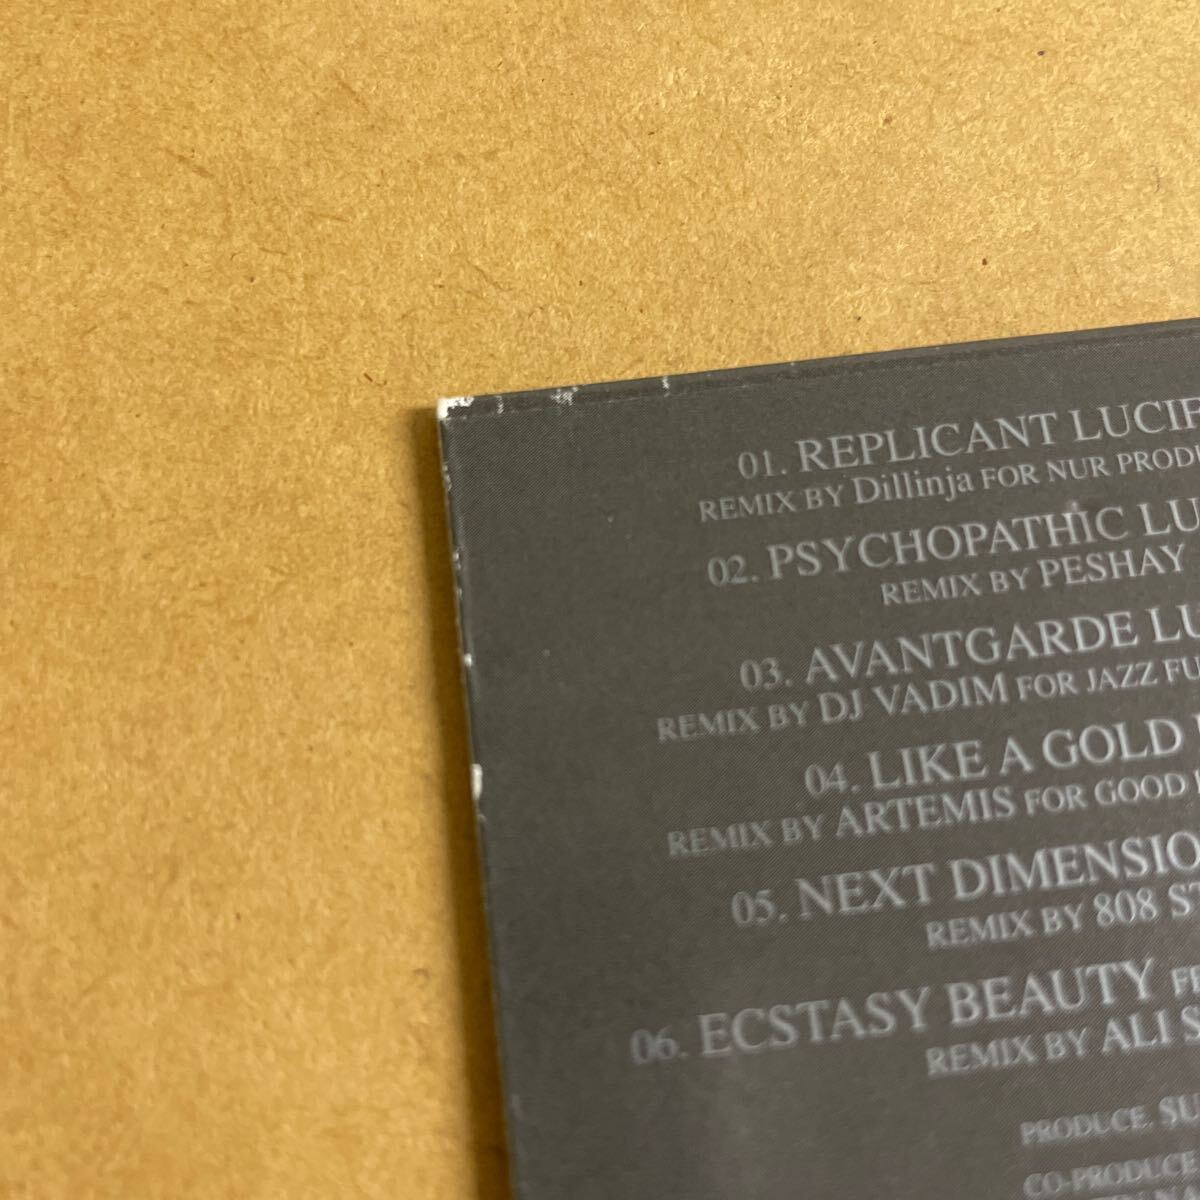 01. REPLICANT LUCIF
REMIX BY Dillinja FOR NUR PRODU
02. PSYCHOPATHIC LU
REMIX BY PESHAY
03. AVANTGARDE LU
REMIX BY DJ VADIM FOR JAZZ FU
04. LIKE A GOLD
REMIX BY ARTEMIS FOR GOOD
05. NEXT DIMENSIO
REMIX BY 808 ST
06. ECSTASY BEAUTY
REMIX BY ALI S
PRODUCE. SU
CO-PRODUCE